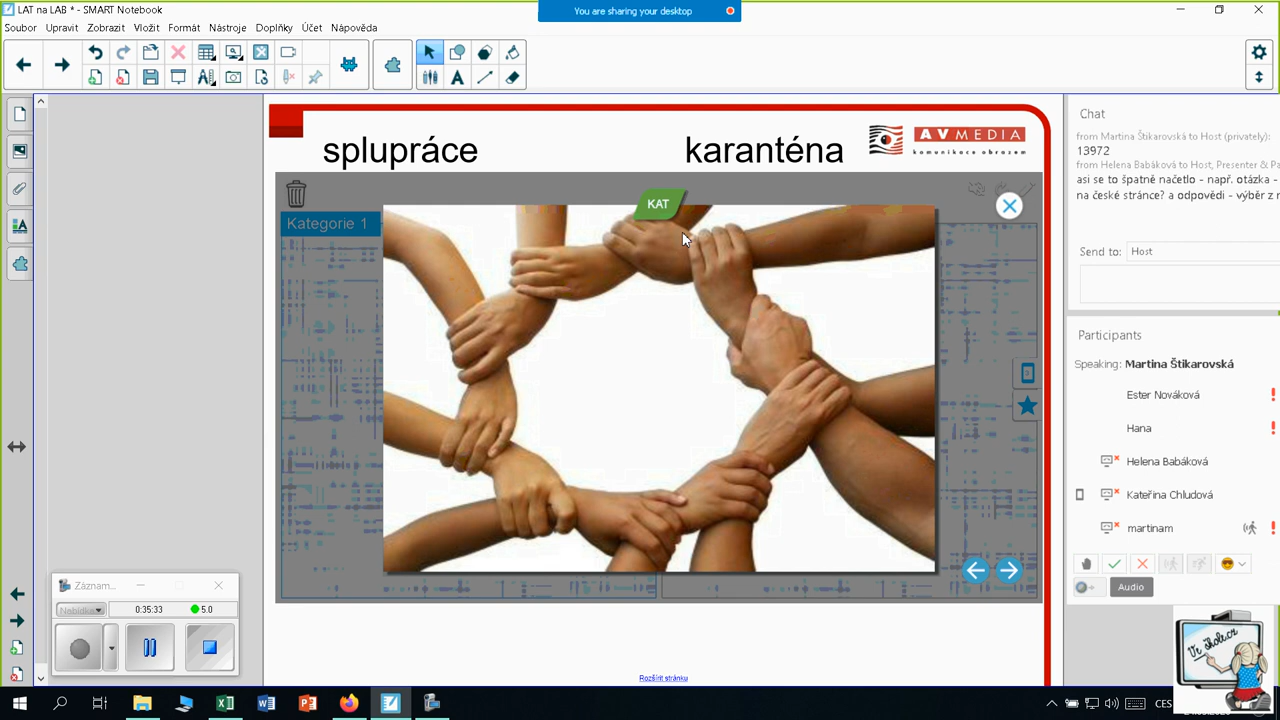 LAT na LAB * - SMART Notebook
You are sharing your desktop
Soubor Upravit Zobrazit Vložit Formát Nástroje Doplňky Účet Nápověda
splupráce
karanténa
AVMEDIA
komunikace obrazem
Kategorie 1
KAT
Rozšířit stránku
Chat
from Martina Štikarovská to Host (privately):
13972
from Helena Babáková to Host, Presenter & Pa
asi se to špatně načetlo - např. otázka -
na české stránce? a odpovědi - výběr z
Send to: Host
Participants
Speaking: Martina Štikarovská
Ester Nováková
Hana
Helena Babáková
Kateřina Chludová
martinam
Audio
Záznam...
Nabídka
0:35:33
5.0
Ve škole.cz
CES